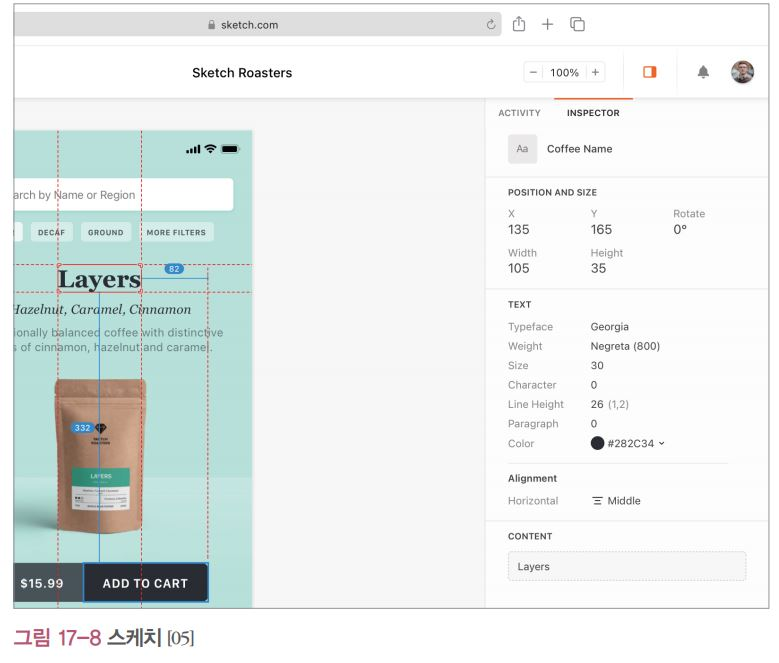 sketch.com
Sketch Roasters
100%
ACTIVITY INSPECTOR
Aa Coffee Name
POSITION AND SIZE
X Y Rotate
135 165 0°
Width Height
105 35
TEXT
Typeface Georgia
Weight Negreta (800)
Size 30
Character 0
Line Height 26 (1,2)
Paragraph 0
Color #282C34
Alignment
Horizontal Middle
CONTENT
Layers
arch by Name or Region
DECAF GROUND MORE FILTERS
Layers
82
Hazelnut, Caramel, Cinnamon
ionally balanced coffee with distinctive
s of cinnamon, hazelnut and caramel.
332
SKETCH
ROASTERS
LAYERS
$15.99 ADD TO CART
그림 17-8 스케치 [05]